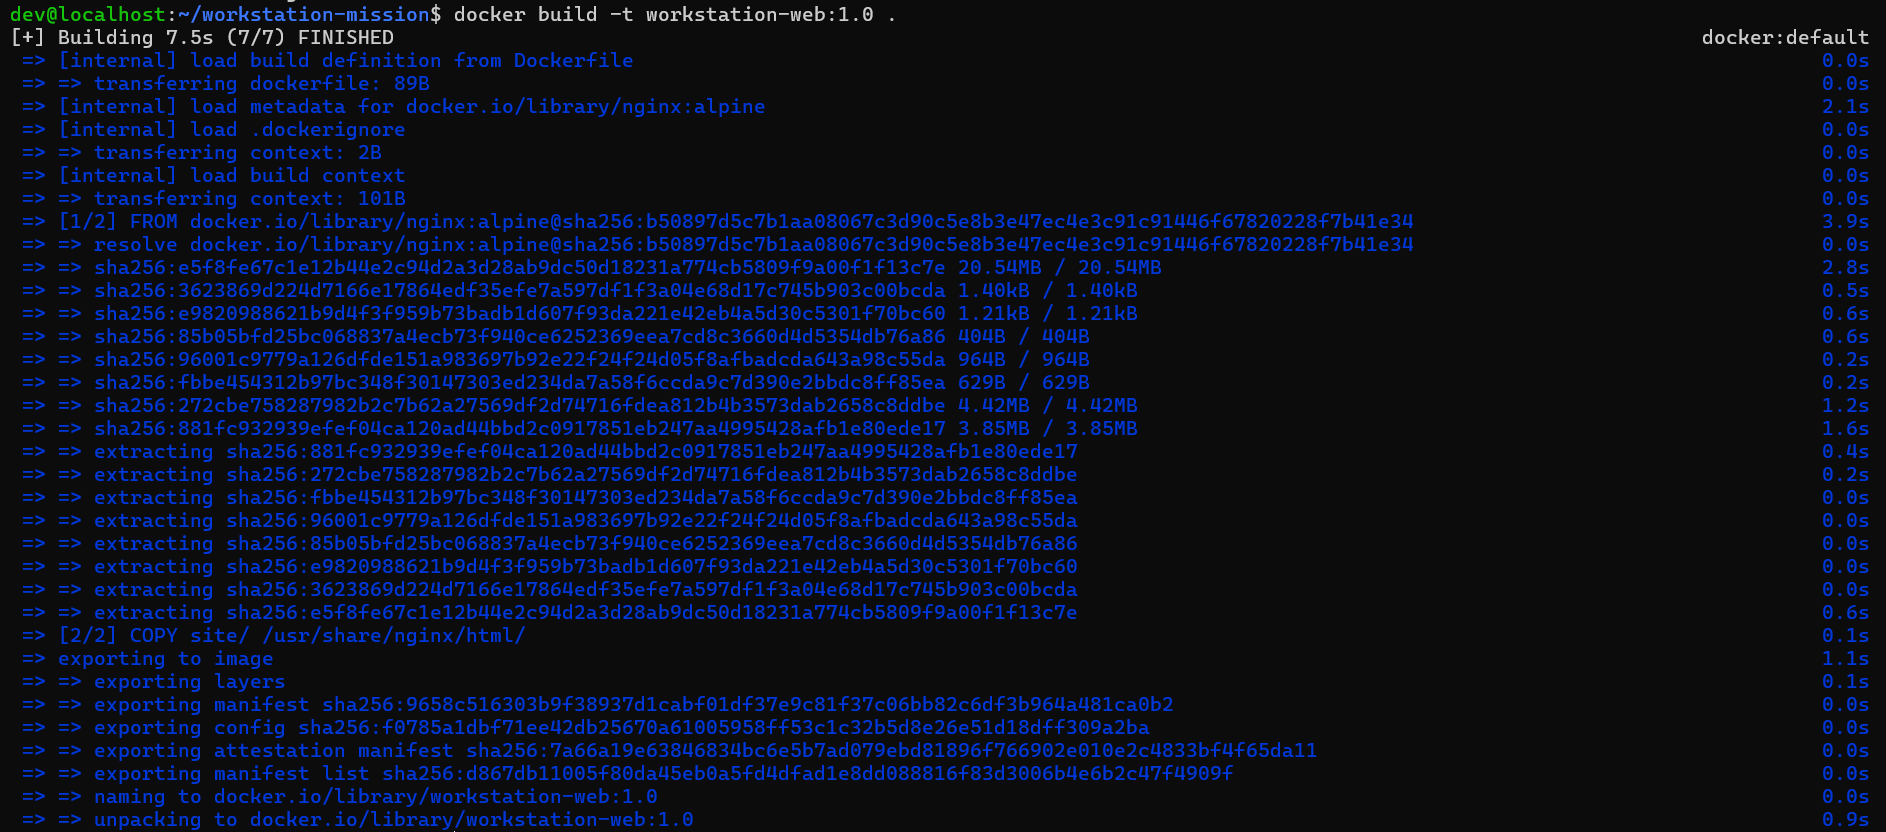 dev@localhost:~/workstation-mission$ docker build -t workstation-web:1.0 .
[+] Building 7.5s (7/7) FINISHED docker:default
=> [internal] load build definition from Dockerfile 0.0s
=> => transferring dockerfile: 89B 0.0s
=> [internal] load metadata for docker.io/library/nginx:alpine 2.1s
=> [internal] load .dockerignore 0.0s
=> => transferring context: 2B 0.0s
=> [internal] load build context 0.0s
=> => transferring context: 101B 0.0s
=> [1/2] FROM docker.io/library/nginx:alpine@sha256:b50897d5c7b1aa08067c3d90c5e8b3e47ec4e3c91c91446f67820228f7b41e34 3.9s
=> => resolve docker.io/library/nginx:alpine@sha256:b50897d5c7b1aa08067c3d90c5e8b3e47ec4e3c91c91446f67820228f7b41e34 0.0s
=> => sha256:e5f8fe67c1e12b44e2c94d2a3d28ab9dc50d18231a774cb5809f9a00f1f13c7e 20.54MB / 20.54MB 2.8s
=> => sha256:3623869d224d7166e17864edf35efe7a597df1f3a04e68d17c745b903c00bcda 1.40kB / 1.40kB 0.5s
=> => sha256:e9820988621b9d4f3f959b73badb1d607f93da221e42eb4a5d30c5301f70bc60 1.21kB / 1.21kB 0.6s
=> => sha256:85b05bfd25bc068837a4ecb73f940ce6252369eea7cd8c3660d4d5354db76a86 404B / 404B 0.6s
=> => sha256:96001c9779a126dfde151a983697b92e22f24f24d05f8afbadcda643a98c55da 964B / 964B 0.2s
=> => sha256:fbbe454312b97bc348f30147303ed234da7a58f6ccda9c7d390e2bbdc8ff85ea 629B / 629B 0.2s
=> => sha256:272cbe758287982b2c7b62a27569df2d74716fdea812b4b3573dab2658c8ddbe 4.42MB / 4.42MB 1.2s
=> => sha256:881fc932939efef04ca120ad44bbd2c0917851eb247aa4995428afb1e80ede17 3.85MB / 3.85MB 1.6s
=> => extracting sha256:881fc932939efef04ca120ad44bbd2c0917851eb247aa4995428afb1e80ede17 0.4s
=> => extracting sha256:272cbe758287982b2c7b62a27569df2d74716fdea812b4b3573dab2658c8ddbe 0.2s
=> => extracting sha256:fbbe454312b97bc348f30147303ed234da7a58f6ccda9c7d390e2bbdc8ff85ea 0.0s
=> => extracting sha256:96001c9779a126dfde151a983697b92e22f24f24d05f8afbadcda643a98c55da 0.0s
=> => extracting sha256:85b05bfd25bc068837a4ecb73f940ce6252369eea7cd8c3660d4d5354db76a86 0.0s
=> => extracting sha256:e9820988621b9d4f3f959b73badb1d607f93da221e42eb4a5d30c5301f70bc60 0.0s
=> => extracting sha256:3623869d224d7166e17864edf35efe7a597df1f3a04e68d17c745b903c00bcda 0.0s
=> => extracting sha256:e5f8fe67c1e12b44e2c94d2a3d28ab9dc50d18231a774cb5809f9a00f1f13c7e 0.6s
=> [2/2] COPY site/ /usr/share/nginx/html/ 0.1s
=> exporting to image 1.1s
=> => exporting layers 0.1s
=> => exporting manifest sha256:9658c516303b9f38937d1cabf01df37e9c81f37c06bb82c6df3b964a481ca0b2 0.0s
=> => exporting config sha256:f0785a1dbf71ee42db25670a61005958ff53c1c32b5d8e26e51d18dff309a2ba 0.0s
=> => exporting attestation manifest sha256:7a66a19e63846834bc6e5b7ad079ebd81896f766902e010e2c4833bf4f65da11 0.0s
=> => exporting manifest list sha256:d867db11005f80da45eb0a5fd4dfad1e8dd088816f83d3006b4e6b2c47f4909f 0.0s
=> => naming to docker.io/library/workstation-web:1.0 0.0s
=> => unpacking to docker.io/library/workstation-web:1.0 0.9s